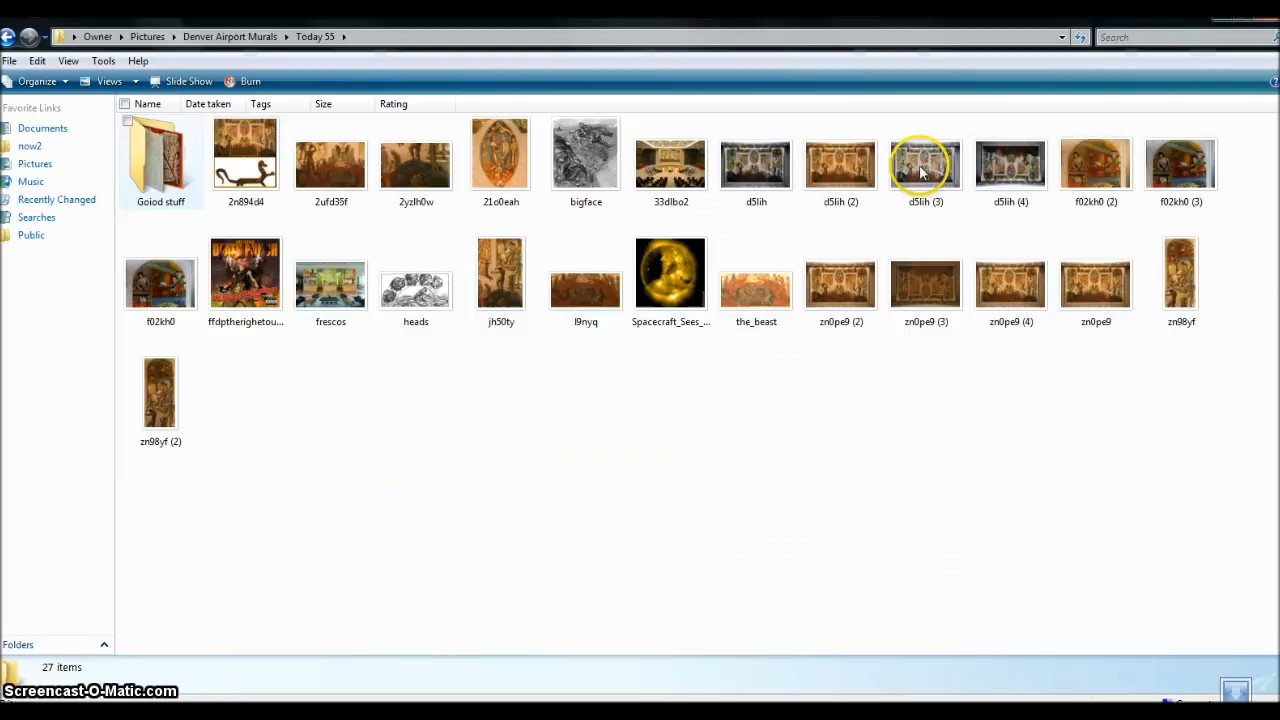 Owner Pictures Denver Airport Murals Today 55 Search
File Edit View Tools Help
Organize Views Slide Show Burn
Favorite Links
Documents
now2
Pictures
Music
Recently Changed
Searches
Public
Name Date taken Tags Size Rating
Goiod stuff 2n894d4 2ufd35f 2yzlh0w 21o0eah bigface 33dlbo2 d5lih d5lih (2) d5lih (3) d5lih (4) f02kh0 (2) f02kh0 (3)
f02kh0 ffdptherighetou... frescos heads jh50ty l9nyq Spacecraft_Sees_... the_beast zn0pe9 (2) zn0pe9 (3) zn0pe9 (4) zn0pe9 zn98yf
zn98yf (2)
Folders
27 items
Screencast-O-Matic.com